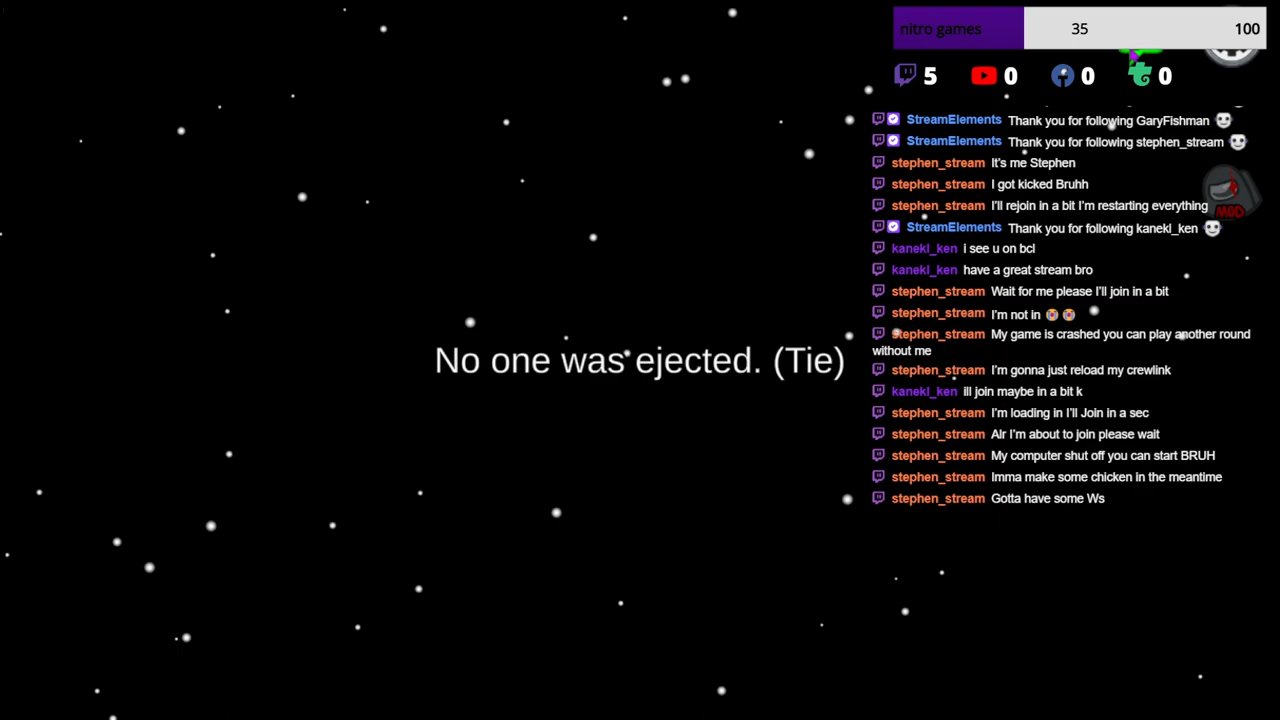 nitro games 35 100
5 0 0 0
StreamElements Thank you for following GaryFishman
StreamElements Thank you for following stephen_stream
stephen_stream It's me Stephen
stephen_stream I got kicked Bruhh
stephen_stream I'll rejoin in a bit I'm restarting everything
MOD
StreamElements Thank you for following kanekl_ken
kanekl_ken i see u on bcl
kanekl_ken have a great stream bro
stephen_stream Wait for me please I'll join in a bit
stephen_stream I'm not in 😭 😭
stephen_stream My game is crashed you can play another round
without me
No one was ejected. (Tie)
stephen_stream I'm gonna just reload my crewlink
kanekl_ken ill join maybe in a bit k
stephen_stream I'm loading in I'll Join in a sec
stephen_stream Alr I'm about to join please wait
stephen_stream My computer shut off you can start BRUH
stephen_stream Imma make some chicken in the meantime
stephen_stream Gotta have some Ws